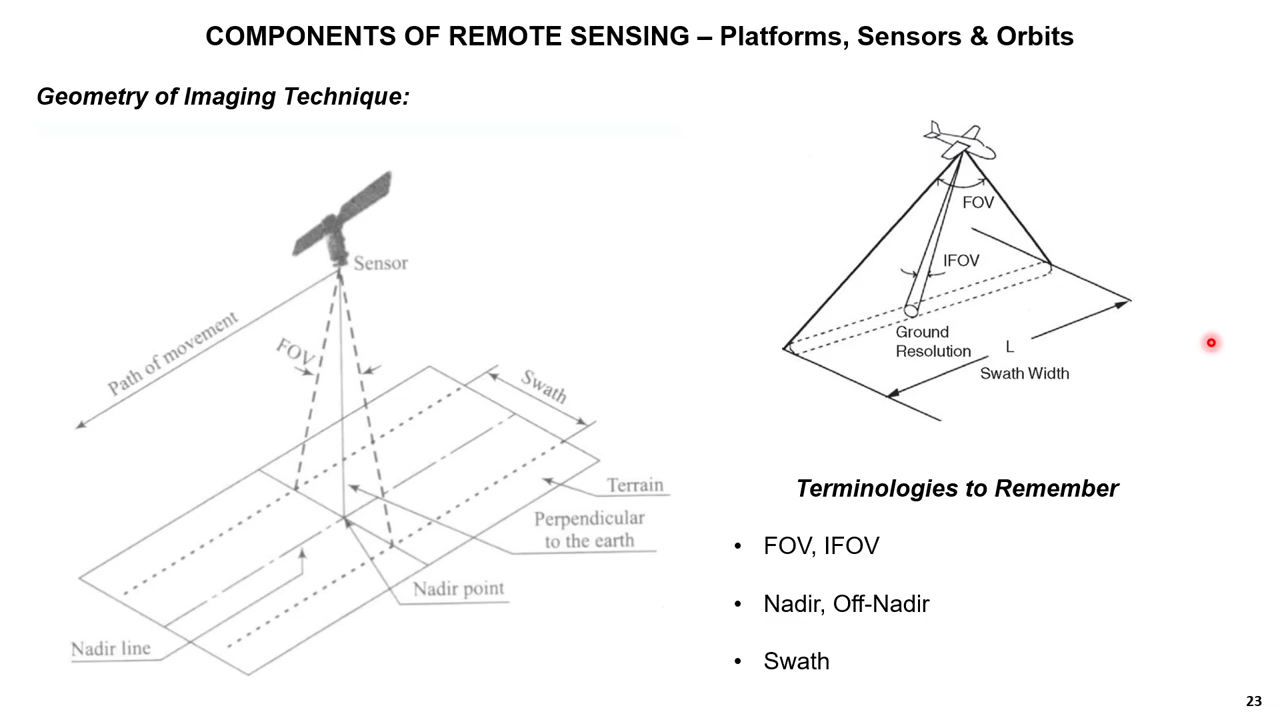 COMPONENTS OF REMOTE SENSING – Platforms, Sensors & Orbits
Geometry of Imaging Technique:
Sensor
Path of movement
FOV
Swath
Terrain
Perpendicular
to the earth
Nadir point
Nadir line
FOV
IFOV
Ground
Resolution
L
Swath Width
Terminologies to Remember
• FOV, IFOV
• Nadir, Off-Nadir
• Swath
23